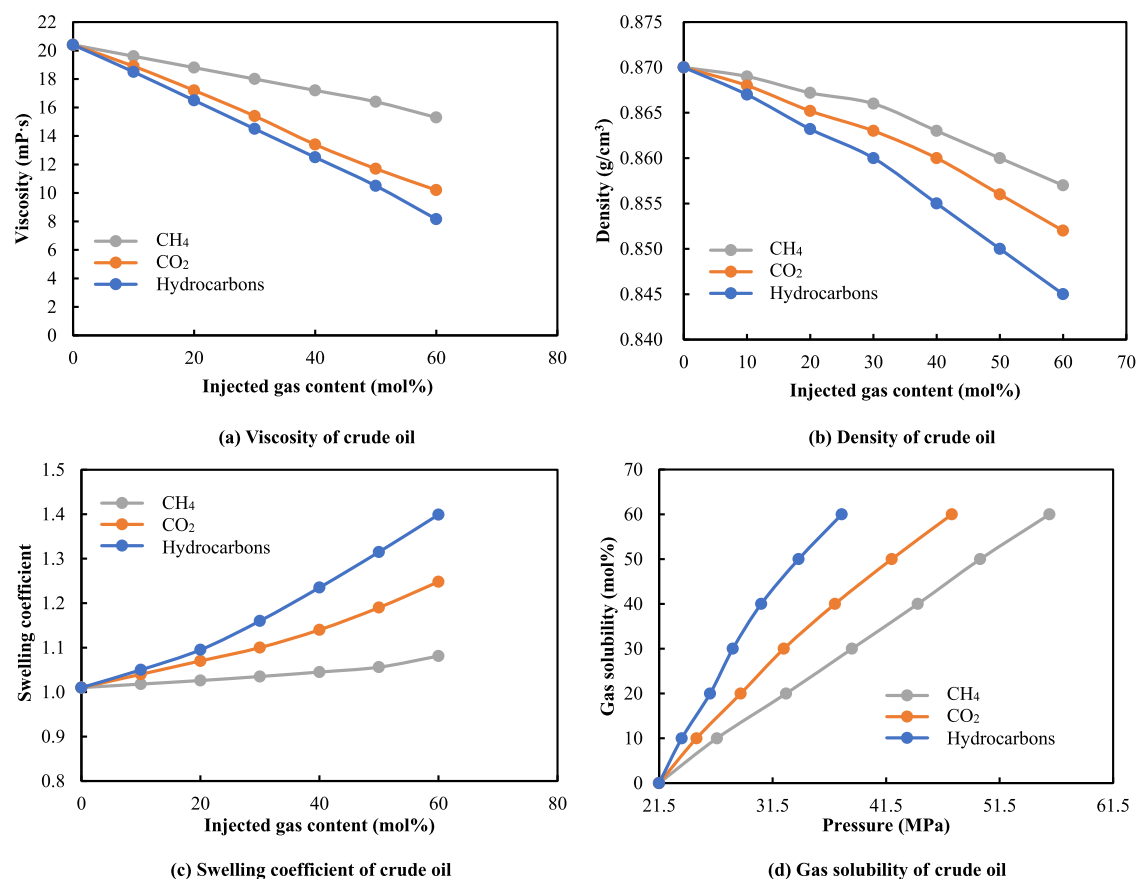 22
20
18
16
14
12
10
8
6
4
2
0
Viscosity (mP·s)
CH₄
CO₂
Hydrocarbons
0 20 40 60 80
Injected gas content (mol%)
(a) Viscosity of crude oil
0.875
0.870
0.865
0.860
0.855
0.850
0.845
0.840
Density (g/cm³)
CH₄
CO₂
Hydrocarbons
0 10 20 30 40 50 60 70
Injected gas content (mol%)
(b) Density of crude oil
1.5
1.4
1.3
1.2
1.1
1.0
0.9
0.8
Swelling coefficient
CH₄
CO₂
Hydrocarbons
0 20 40 60 80
Injected gas content (mol%)
(c) Swelling coefficient of crude oil
70
60
50
40
30
20
10
0
Gas solubility (mol%)
CH₄
CO₂
Hydrocarbons
21.5 31.5 41.5 51.5 61.5
Pressure (MPa)
(d) Gas solubility of crude oil